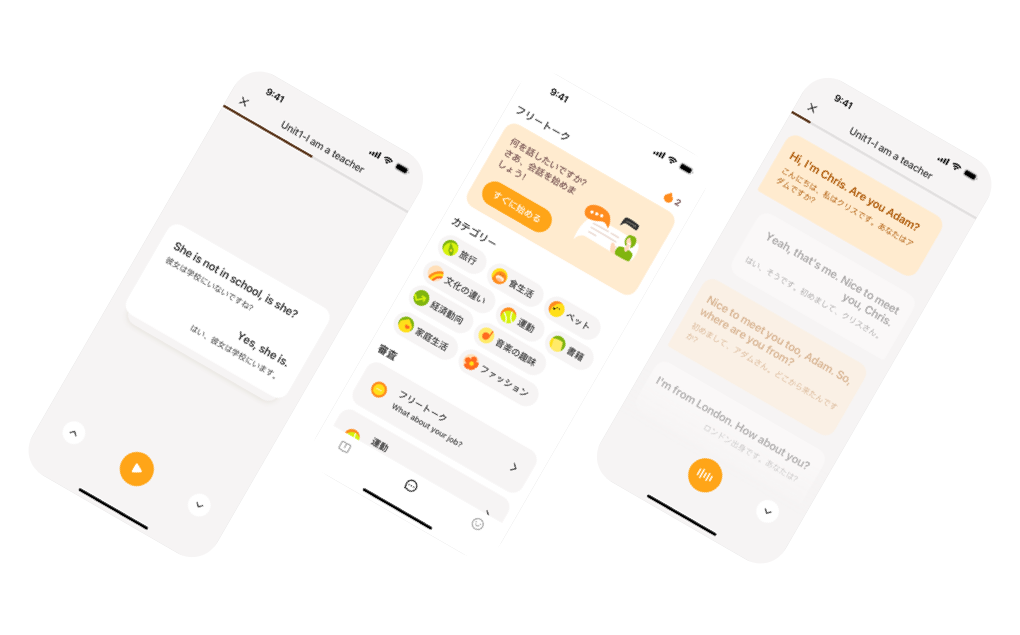 9:41
Unit1-I am a teacher
She is not in school, is she?
彼女は学校にいないですね?
Yes, she is.
はい、彼女は学校にいます。
9:41
フリートーク
2
何を話したいですか?
さあ、会話を始めま
しょう!
すぐに始める
カテゴリー
旅行
食生活
ペット
文化の違い
運動
書籍
経済動向
音楽の趣味
家庭生活
ファッション
審査
フリートーク
What about your job?
運動
9:41
Unit1-I am a teacher
Hi, I'm Chris. Are you Adam?
こんにちは、私はクリスです。あなたはア
ダムですか?
Yeah, that's me. Nice to meet
you, Chris.
はい、そうです。初めまして、クリスさん。
Nice to meet you too, Adam. So,
where are you from?
初めまして、アダムさん。どこから来たんです
か?
I'm from London. How about you?
ロンドン出身です。あなたは?